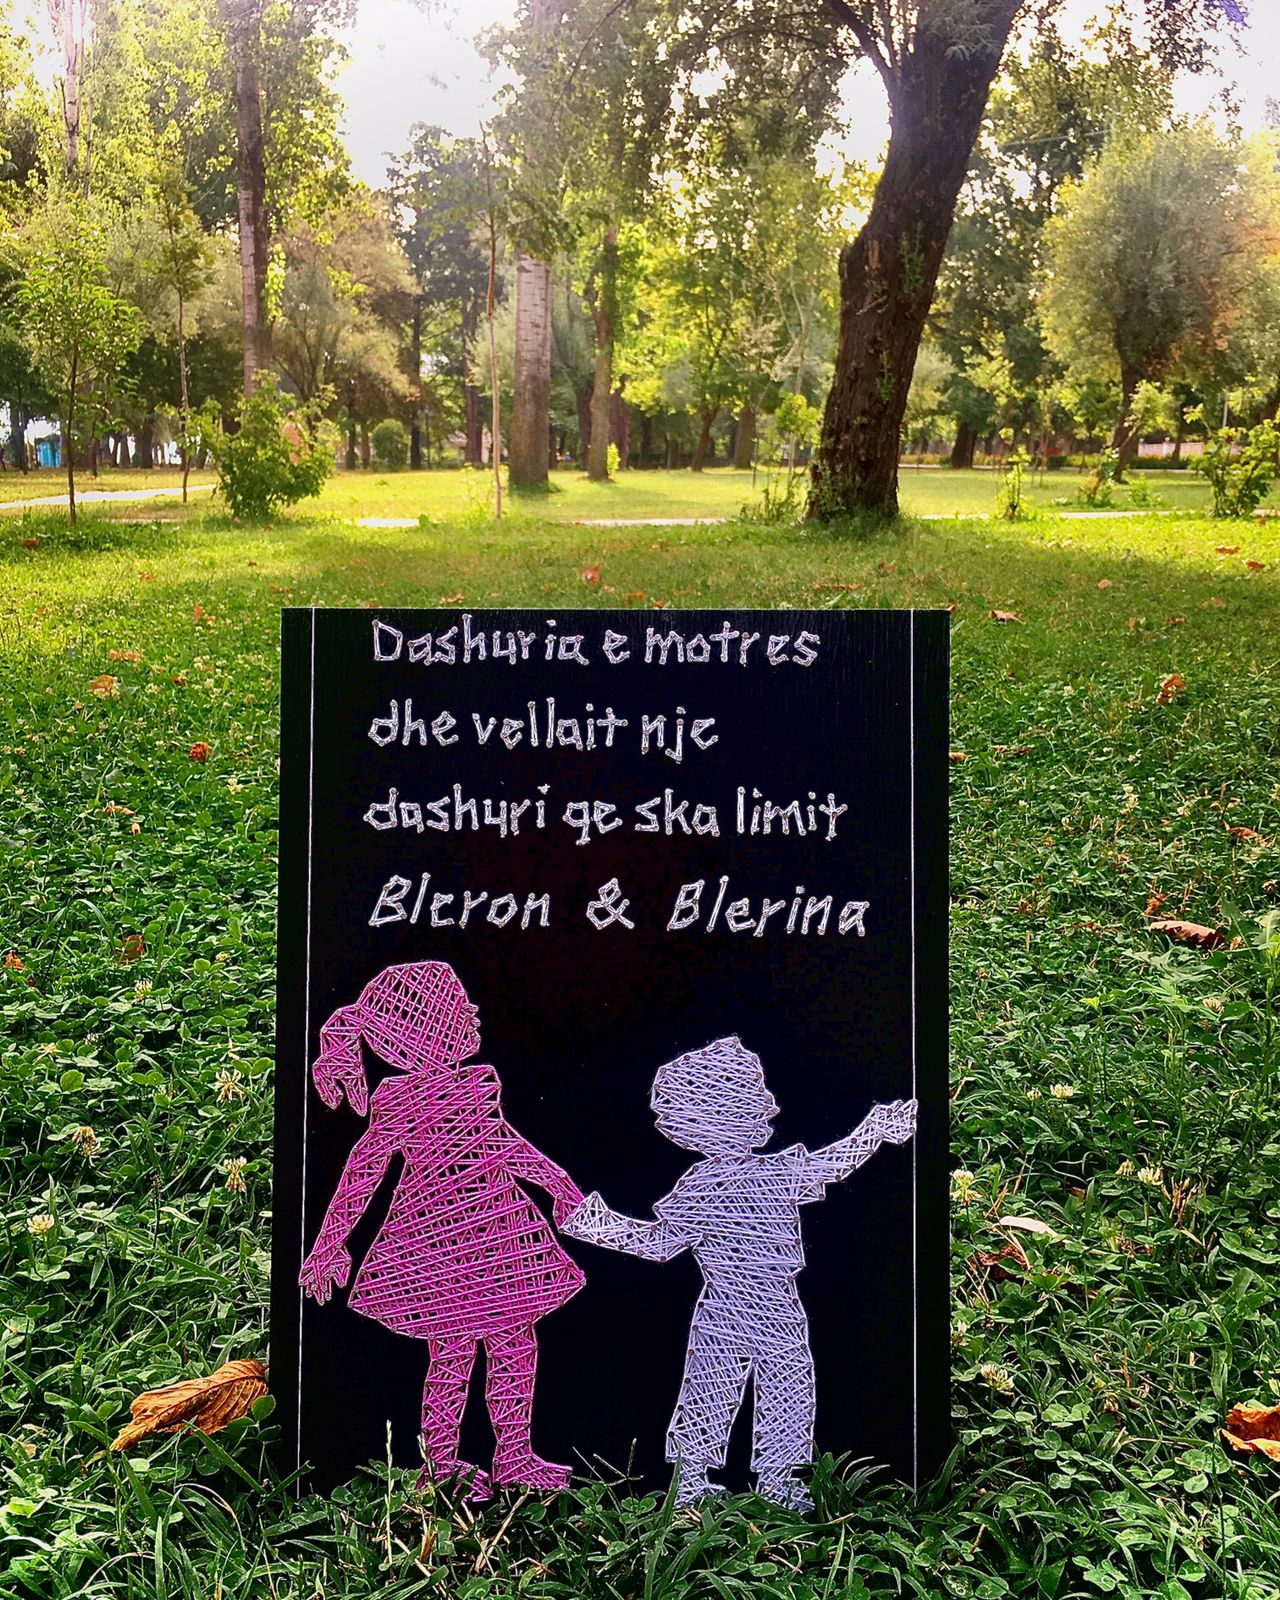 Dashuria e motres
dhe vellait nje
dashuri qe ska limit
Bleron & Blerina